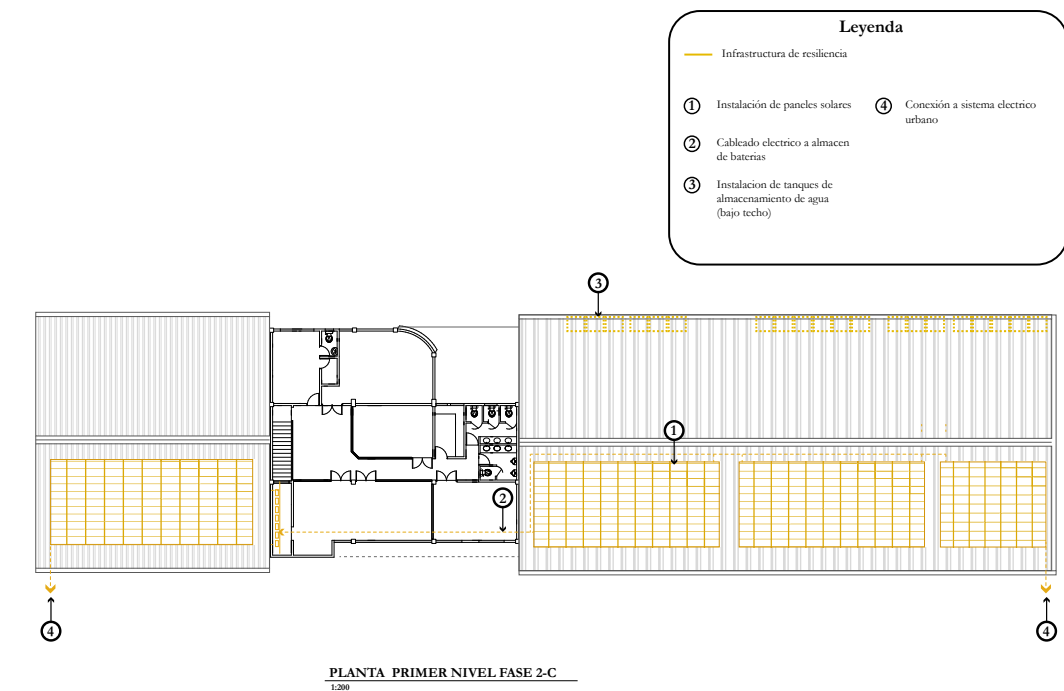 Leyenda
Infrastructura de resiliencia
1 Instalación de paneles solares
2 Cableado electrico a almacen
de baterias
3 Instalacion de tanques de
almacenamiento de agua
(bajo techo)
4 Conexión a sistema electrico
urbano
3
1
2
4
4
PLANTA PRIMER NIVEL FASE 2-C
1:200